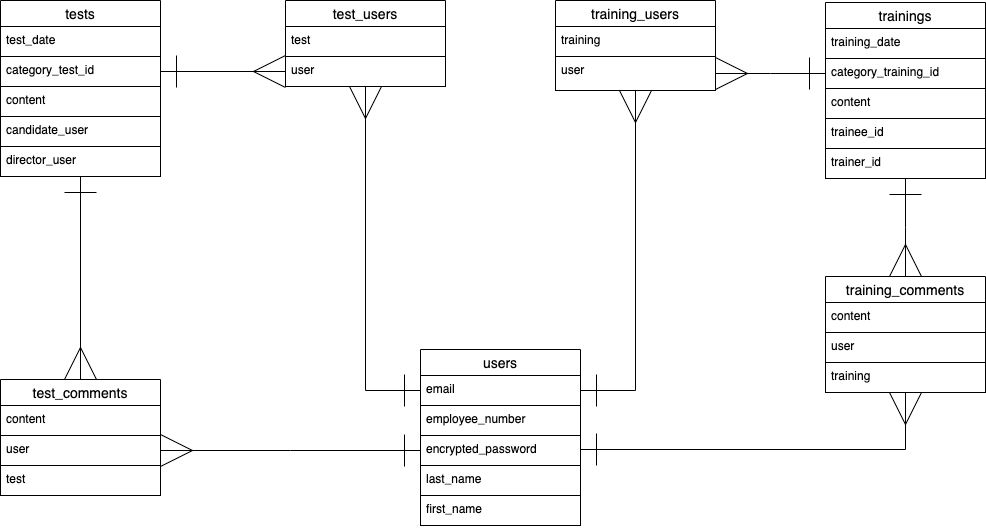 tests
test_date
category_test_id
content
candidate_user
director_user
test_users
test
user
training_users
training
user
trainings
training_date
category_training_id
content
trainee_id
trainer_id
training_comments
content
user
training
test_comments
content
user
test
users
email
employee_number
encrypted_password
last_name
first_name